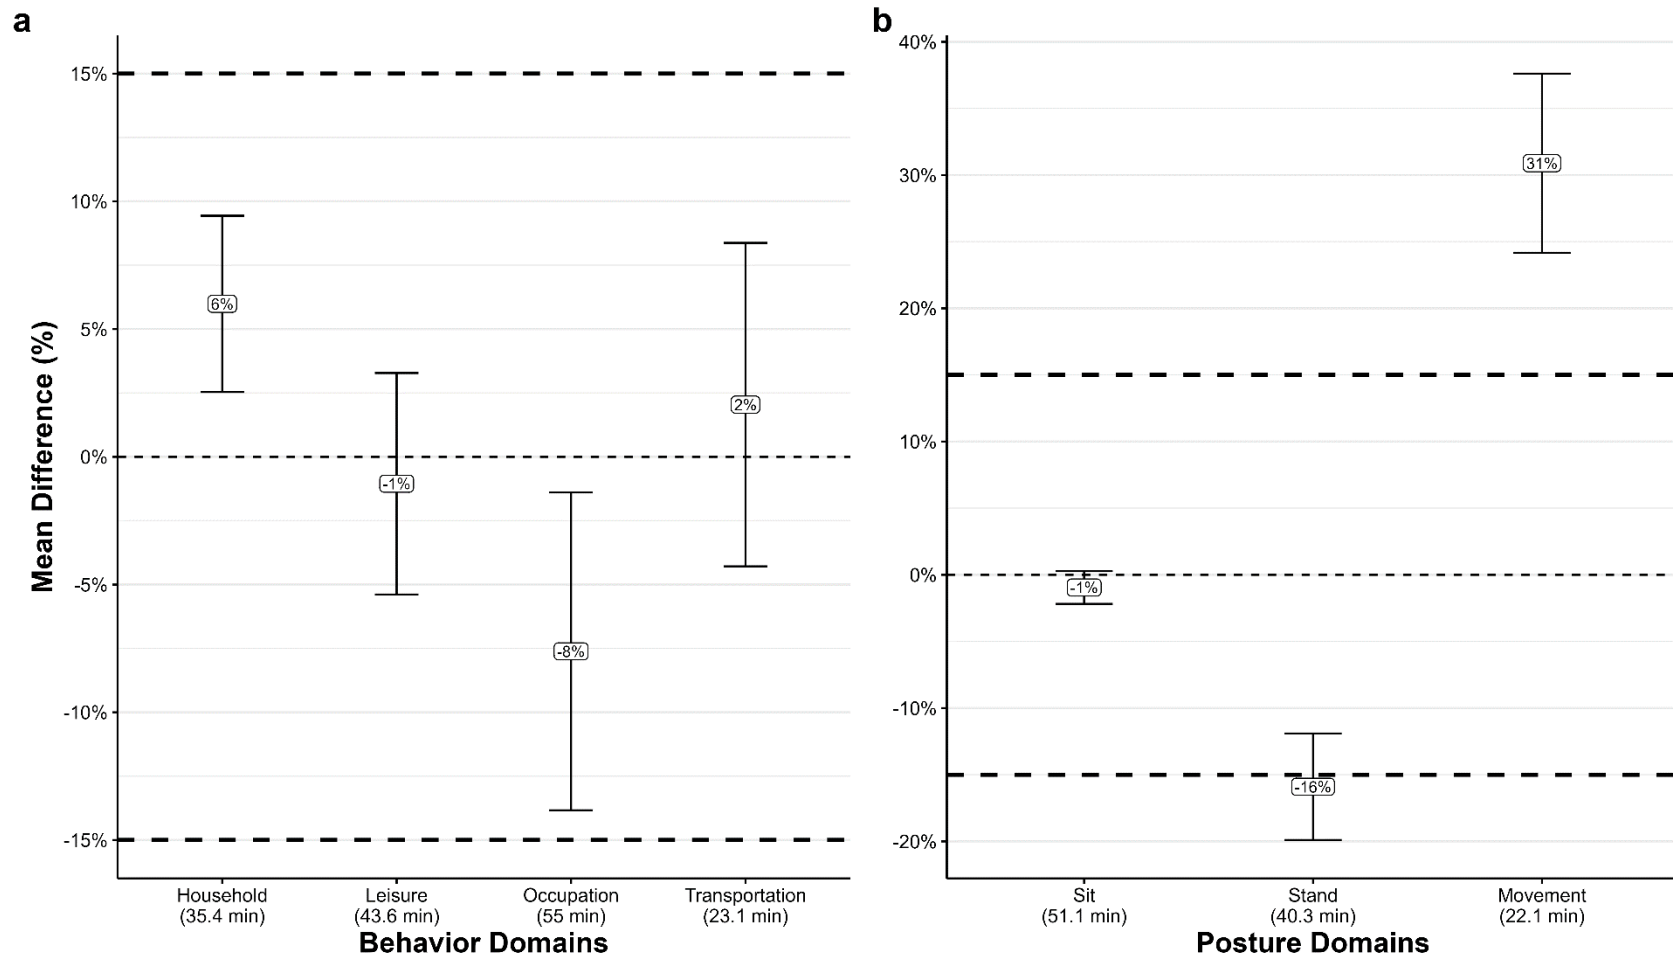 a
15%
10%
5%
0%
-5%
-10%
-15%
Mean Difference (%)
6%
-1%
-8%
2%
Household
(35.4 min)
Leisure
(43.6 min)
Occupation
(55 min)
Transportation
(23.1 min)
Behavior Domains
b
40%
30%
20%
10%
0%
-10%
-20%
-1%
-16%
31%
Sit
(51.1 min)
Stand
(40.3 min)
Movement
(22.1 min)
Posture Domains